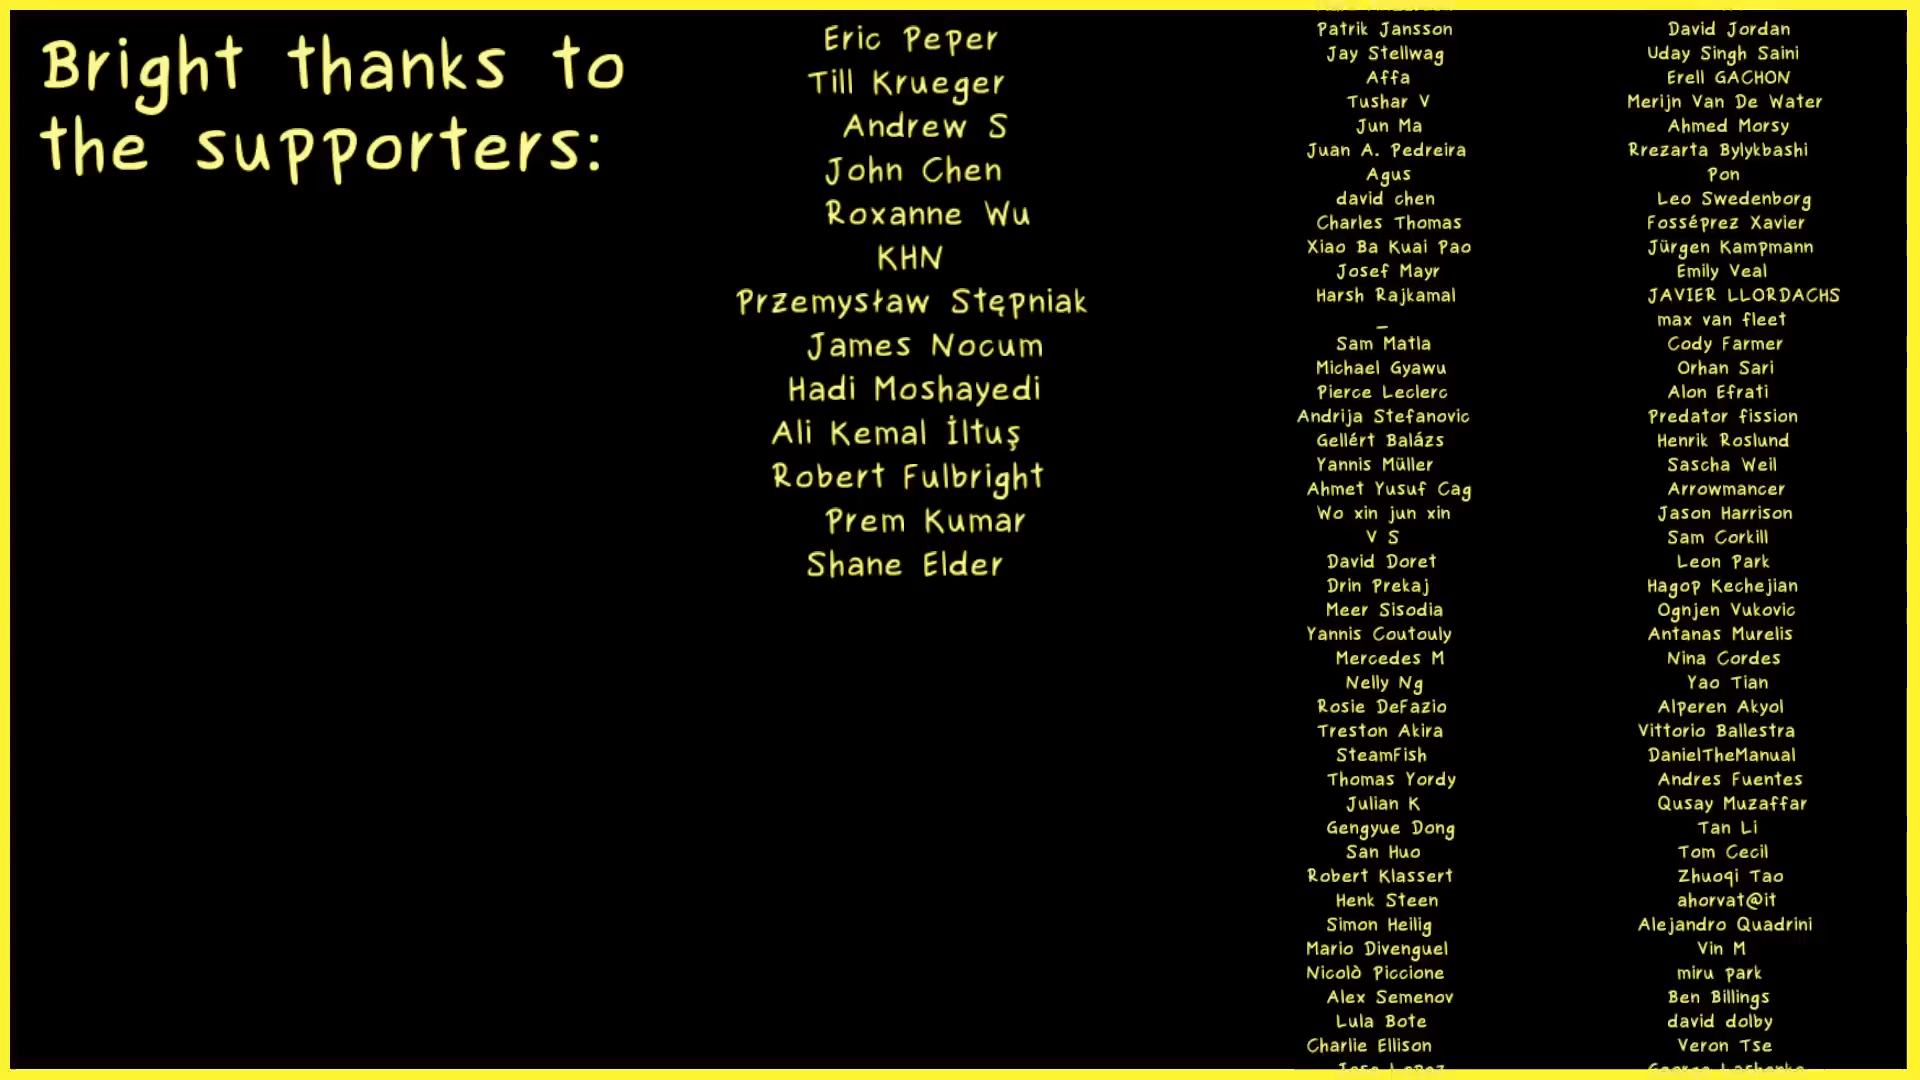 Bright thanks to
the supporters:
Eric Peper
Till Krueger
Andrew S
John Chen
Roxanne Wu
KHN
Przemysław Stępniak
James Nocum
Hadi Moshayedi
Ali Kemal İltuş
Robert Fulbright
Prem Kumar
Shane Elder
Patrik Jansson
Jay Stellwag
Affa
Tushar V
Jun Ma
Juan A. Pedreira
Agus
david chen
Charles Thomas
Xiao Ba Kuai Pao
Josef Mayr
Harsh Rajkamal
_
Sam Matla
Michael Gyawu
Pierce Leclerc
Andrija Stefanovic
Gellért Balázs
Yannis Müller
Ahmet Yusuf Cag
Wo xin jun xin
V S
David Doret
Drin Prekaj
Meer Sisodia
Yannis Coutouly
Mercedes M
Nelly Ng
Rosie DeFazio
Treston Akira
SteamFish
Thomas Yordy
Julian K
Gengyue Dong
San Huo
Robert Klassert
Henk Steen
Simon Heilig
Mario Divenguel
Nicolò Piccione
Alex Semenov
Lula Bote
Charlie Ellison
David Jordan
Uday Singh Saini
Erell GACHON
Merijn Van De Water
Ahmed Morsy
Rrezarta Bylykbashi
Pon
Leo Swedenborg
Fosséprez Xavier
Jürgen Kampmann
Emily Veal
JAVIER LLORDACHS
max van fleet
Cody Farmer
Orhan Sari
Alon Efrati
Predator fission
Henrik Roslund
Sascha Weil
Arrowmancer
Jason Harrison
Sam Corkill
Leon Park
Hagop Kechejian
Ognjen Vukovic
Antanas Murelis
Nina Cordes
Yao Tian
Alperen Akyol
Vittorio Ballestra
DanielTheManual
Andres Fuentes
Qusay Muzaffar
Tan Li
Tom Cecil
Zhuoqi Tao
ahorvat@it
Alejandro Quadrini
Vin M
miru park
Ben Billings
david dolby
Veron Tse